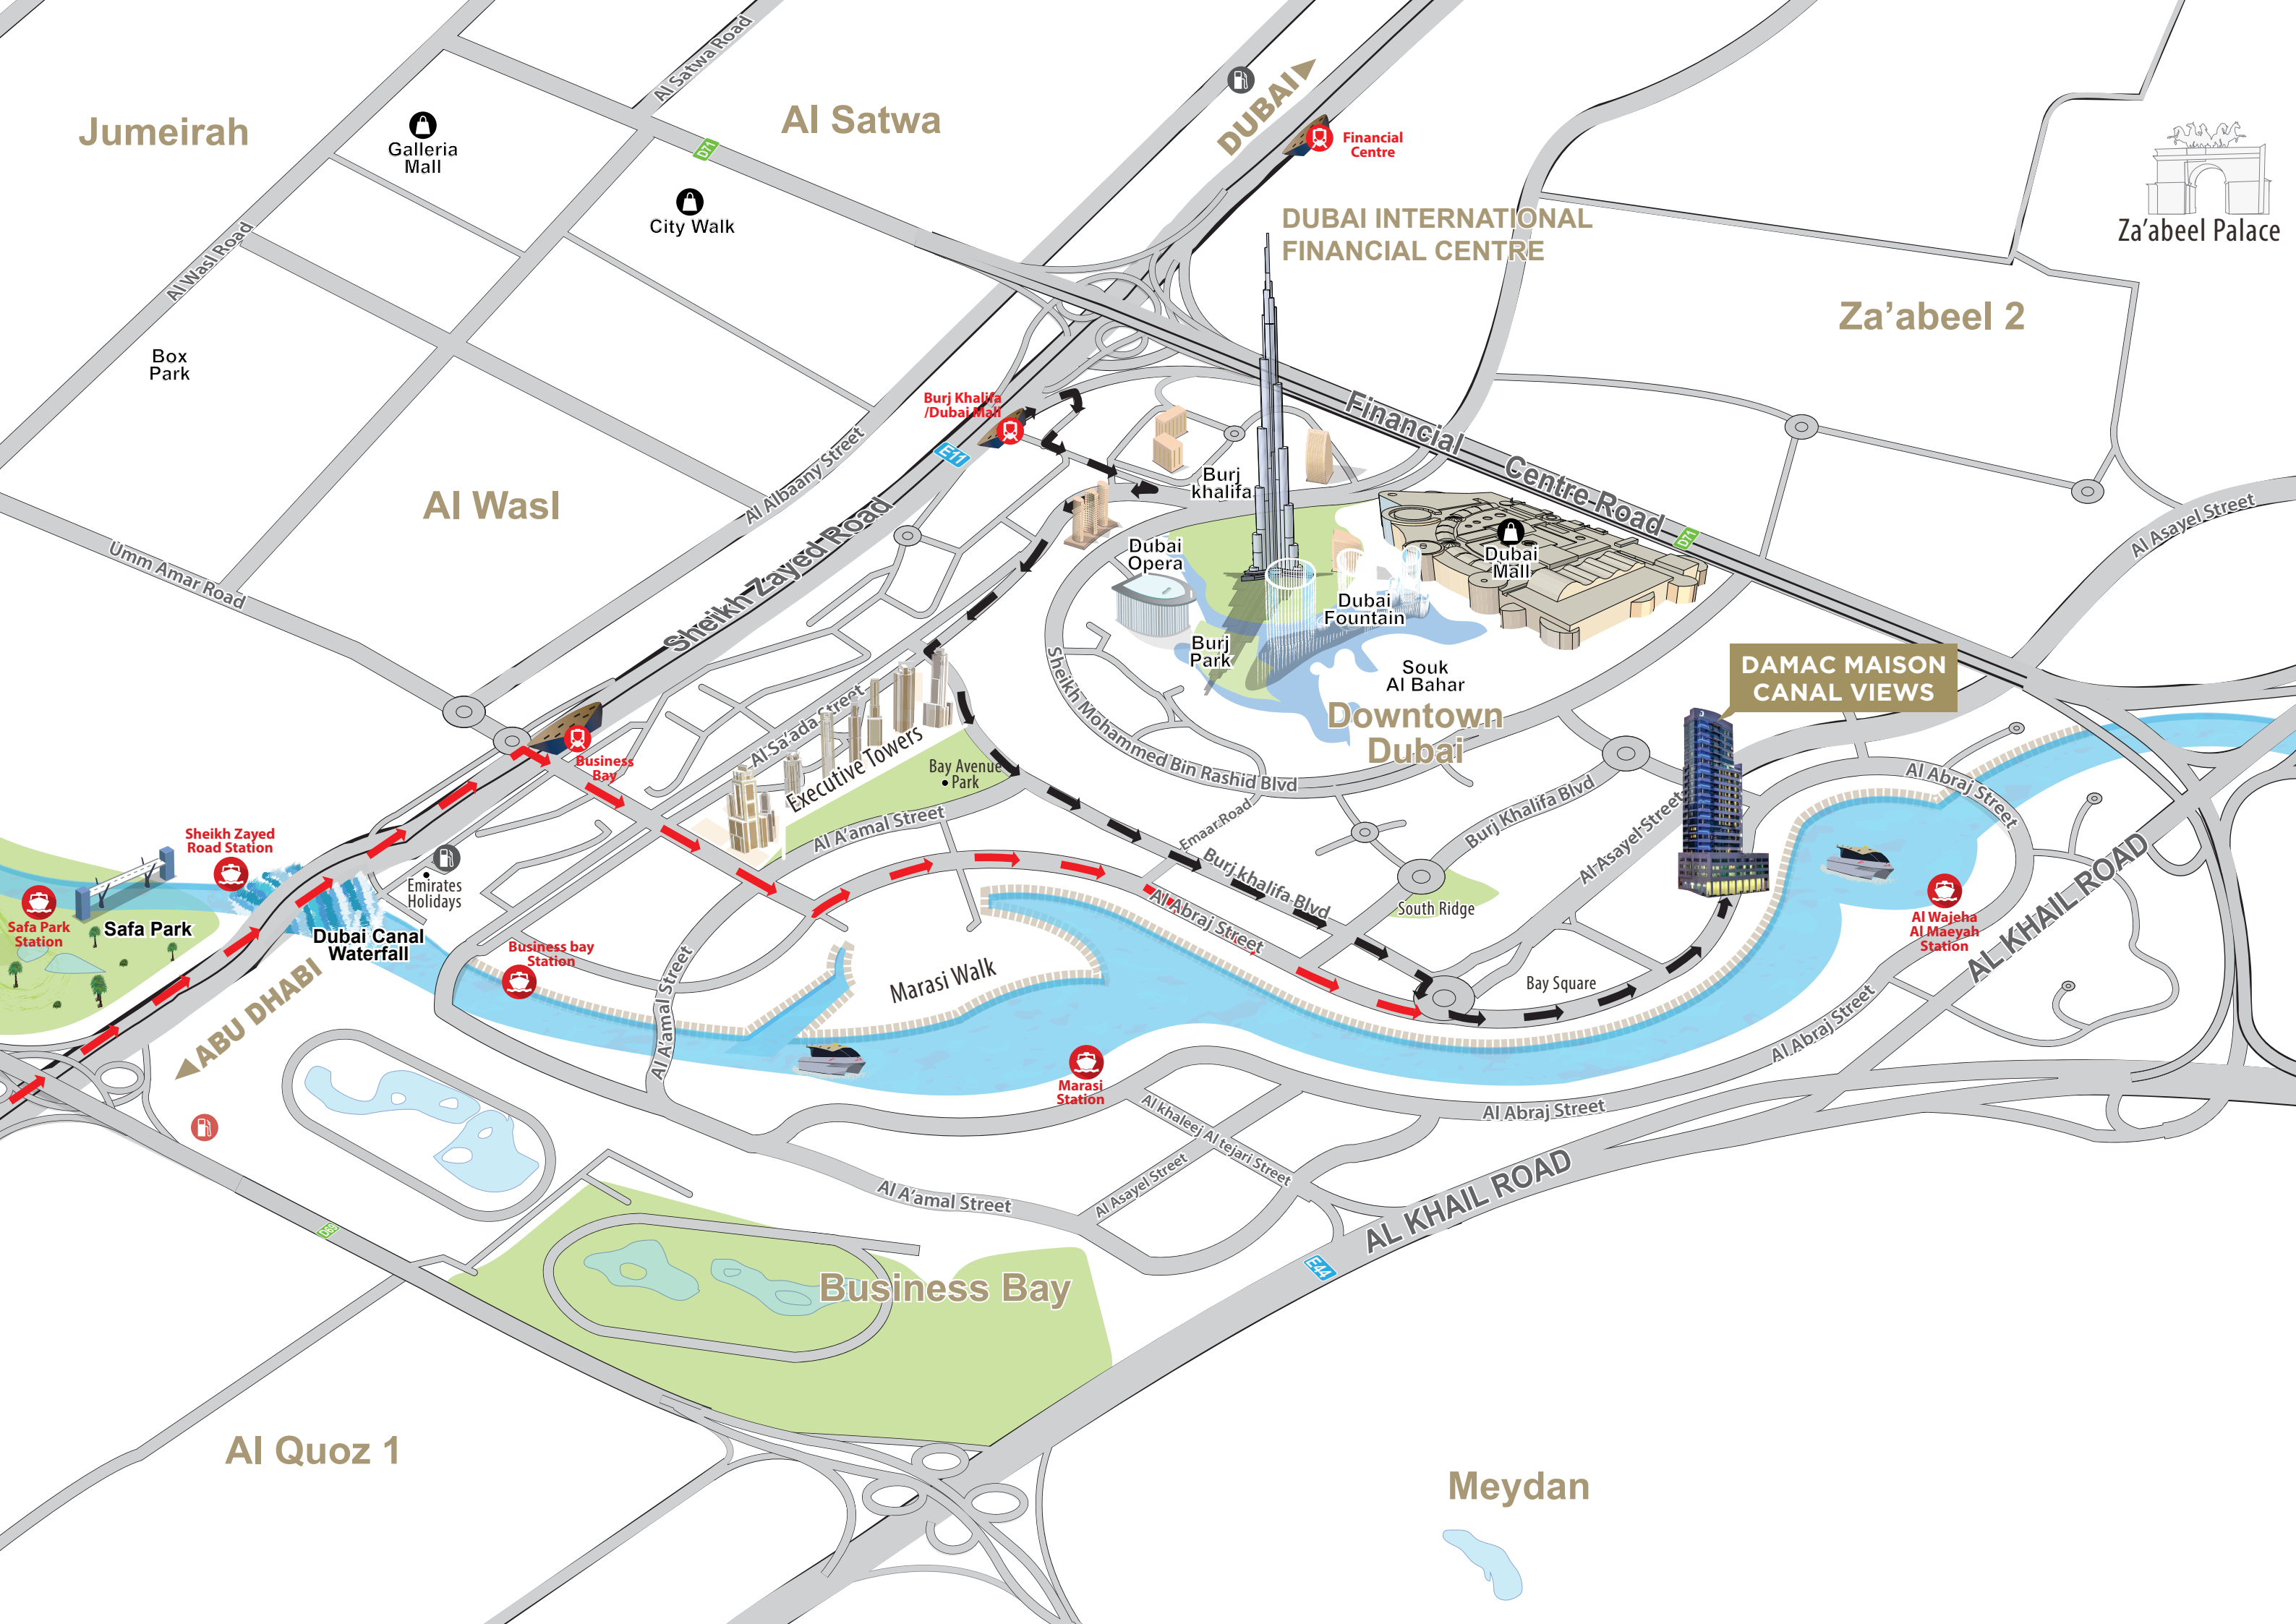 Jumeirah
Galleria
Mall
Al Satwa Road
Al Satwa
D71
City Walk
DUBAI
Financial
Centre
DUBAI INTERNATIONAL
FINANCIAL CENTRE
Za'abeel Palace
Za'abeel 2
Al Wasl Road
Box
Park
Burj Khalifa
/Dubai Mall
E11
Al Wasl
Al Albaany Street
Umm Amar Road
Sheikh Zayed Road
Financial Centre Road
D71
Burj
khalifa
Dubai
Opera
Dubai
Mall
Dubai
Fountain
Burj
Park
Souk
Al Bahar
Downtown
Dubai
Al Asayel Street
DAMAC MAISON
CANAL VIEWS
Sheikh Mohammed Bin Rashid Blvd
Al Sa'ada Street
Executive Towers
Bay Avenue
Park
Business
Bay
Al A'amal Street
Emaar Road
Burj Khalifa Blvd
Burj khalifa Blvd
Al Asayel Street
Al Abraj Street
Sheikh Zayed
Road Station
Safa Park
Station
Safa Park
Emirates
Holidays
Dubai Canal
Waterfall
ABU DHABI
Business bay
Station
Al A'amal Street
Marasi Walk
Al Abraj Street
South Ridge
Bay Square
Al Wajeha
Al Maeyah
Station
AL KHAIL ROAD
Al Abraj Street
Marasi
Station
Al Abraj Street
Al khaleej Al tejari Street
Al Asayel Street
Al A'amal Street
AL KHAIL ROAD
E44
D69
Business Bay
Al Quoz 1
Meydan